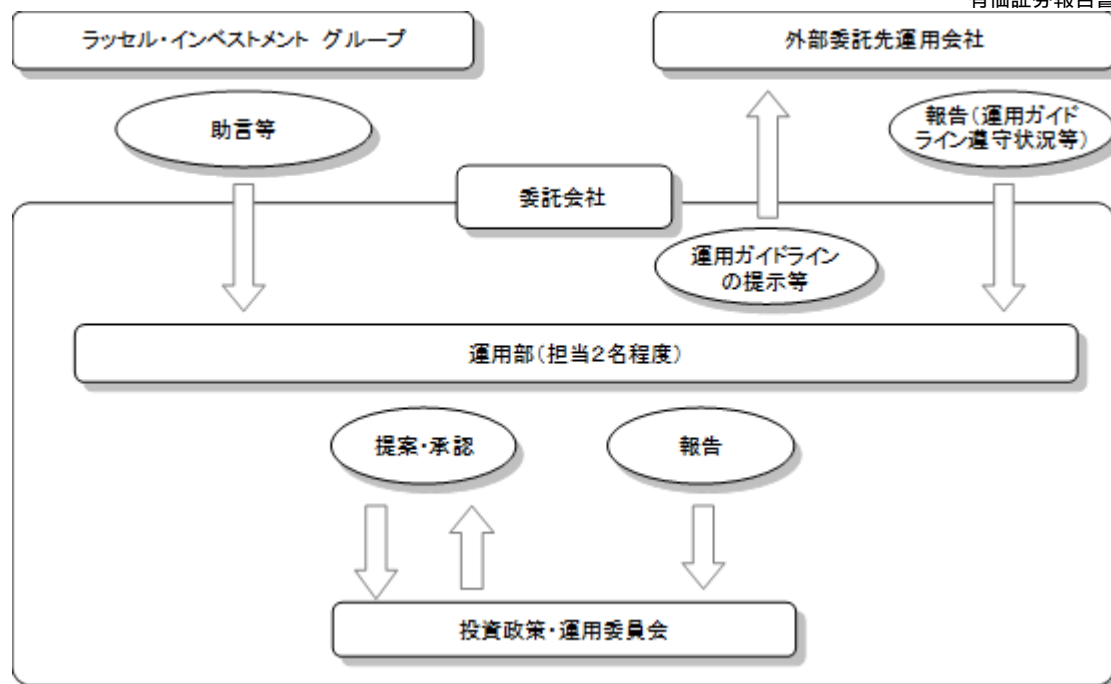 有価証券報告書
ラッセル・インベストメント グループ
外部委託先運用会社
助言等
報告(運用ガイド
ライン遵守状況等)
委託会社
運用ガイドライン
の提示等
運用部(担当2名程度)
提案・承認
報告
投資政策・運用委員会